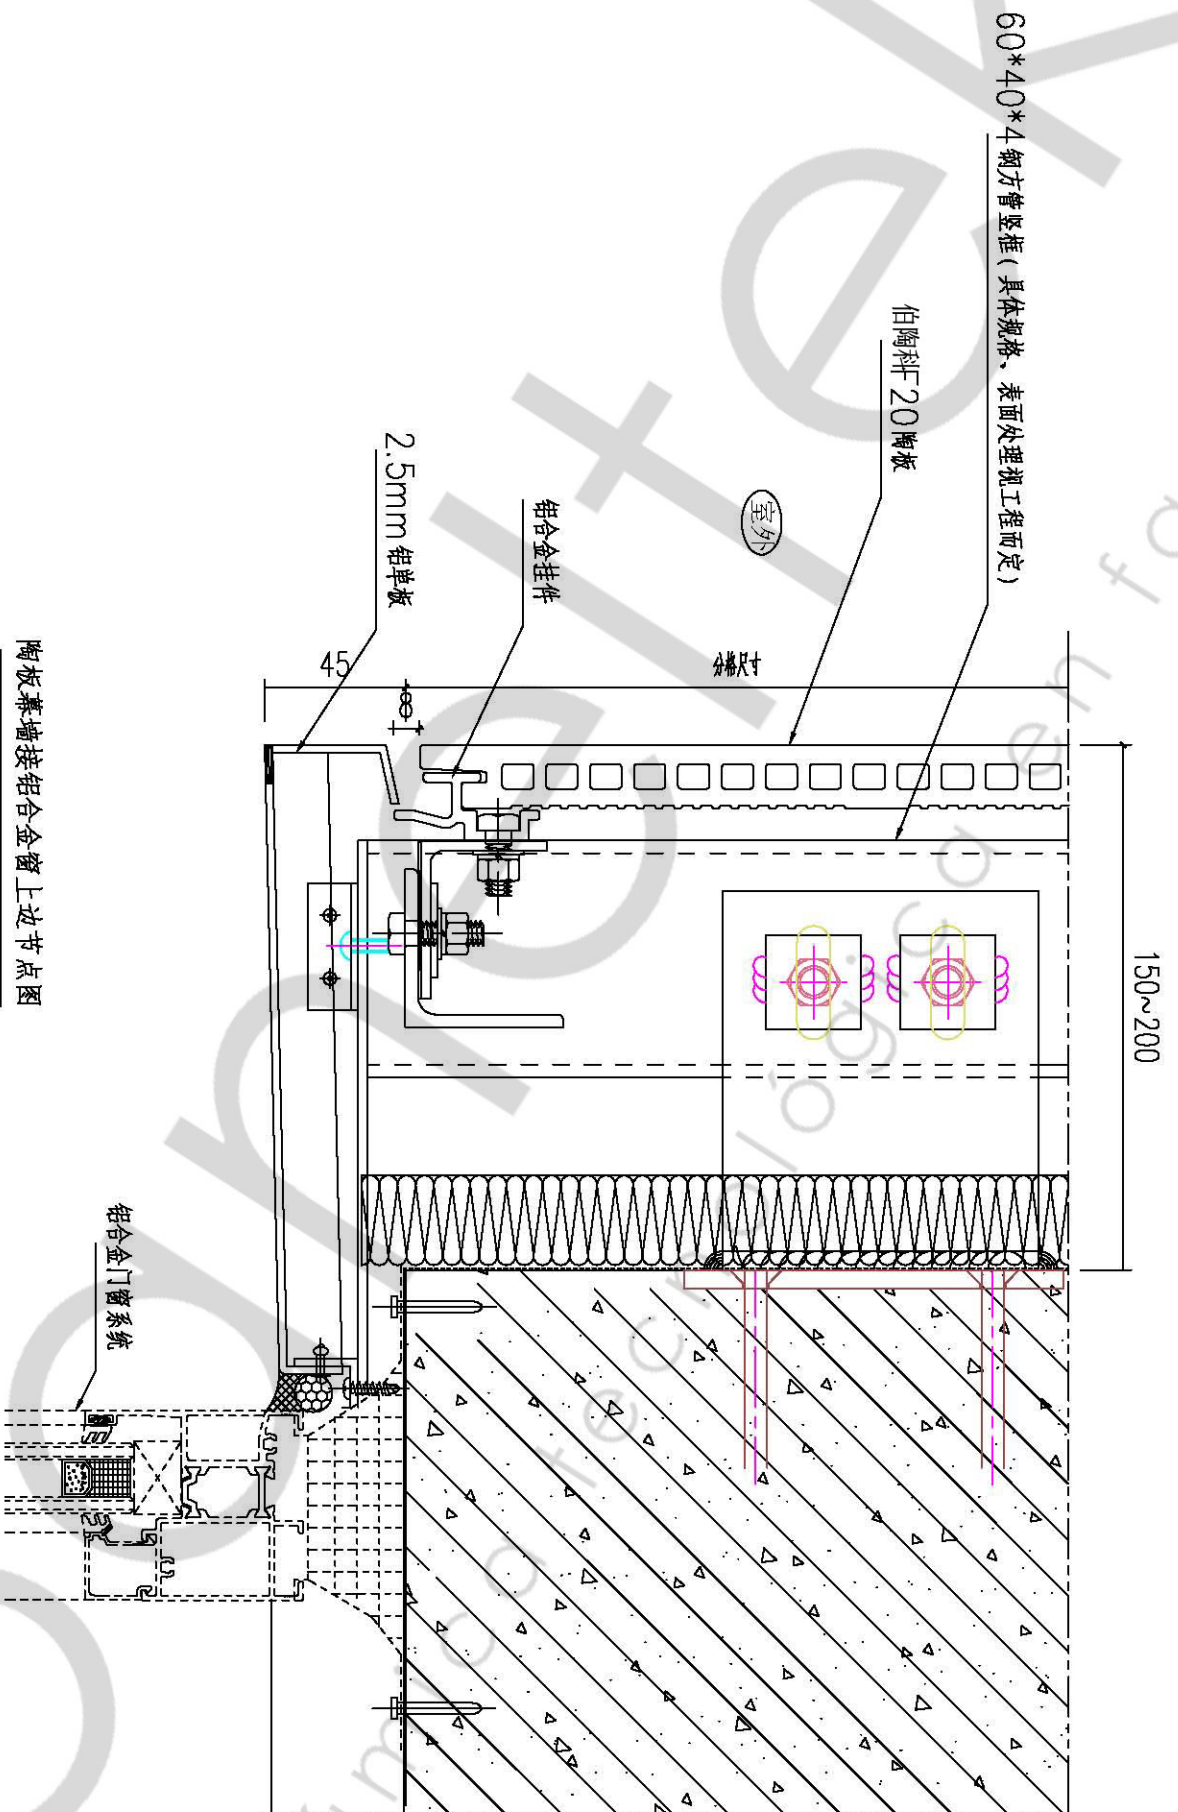 60*40*4钢方管竖框(具体规格、表面处理视工程而定)
伯陶科F20陶板
室外
铝合金挂件
2.5mm铝单板
分格尺寸
45
8
150~200
铝合金门窗系统
陶板幕墙接铝合金窗上边节点图